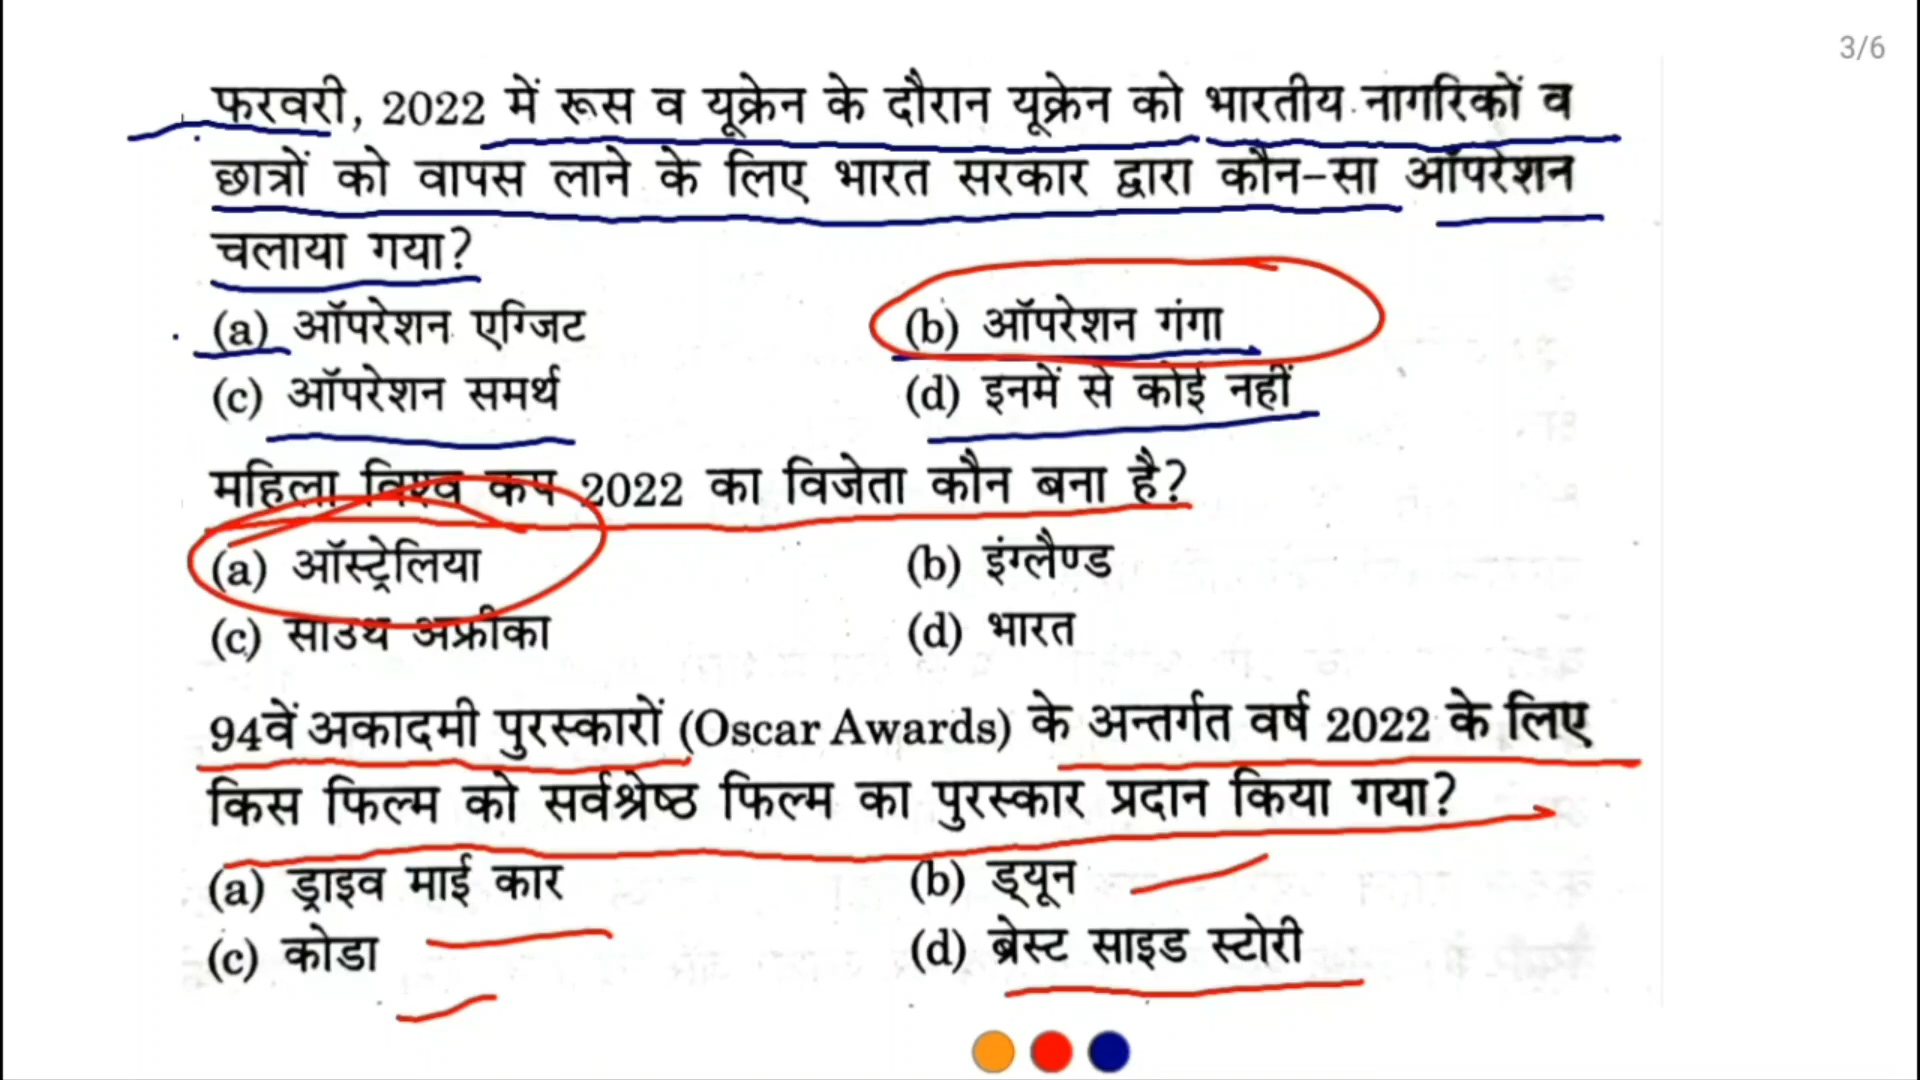 3/6
फरवरी, 2022 में रूस व यूक्रेन के दौरान यूक्रेन को भारतीय नागरिकों व
छात्रों को वापस लाने के लिए भारत सरकार द्वारा कौन-सा ऑपरेशन
चलाया गया?
(a) ऑपरेशन एग्जिट (b) ऑपरेशन गंगा
(c) ऑपरेशन समर्थ (d) इनमें से कोई नहीं
महिला विश्व कप 2022 का विजेता कौन बना है?
(a) ऑस्ट्रेलिया (b) इंग्लैण्ड
(c) साउथ अफ्रीका (d) भारत
94वें अकादमी पुरस्कारों (Oscar Awards) के अन्तर्गत वर्ष 2022 के लिए
किस फिल्म को सर्वश्रेष्ठ फिल्म का पुरस्कार प्रदान किया गया?
(a) ड्राइव माई कार (b) ड्यून
(c) कोडा (d) ब्रेस्ट साइड स्टोरी